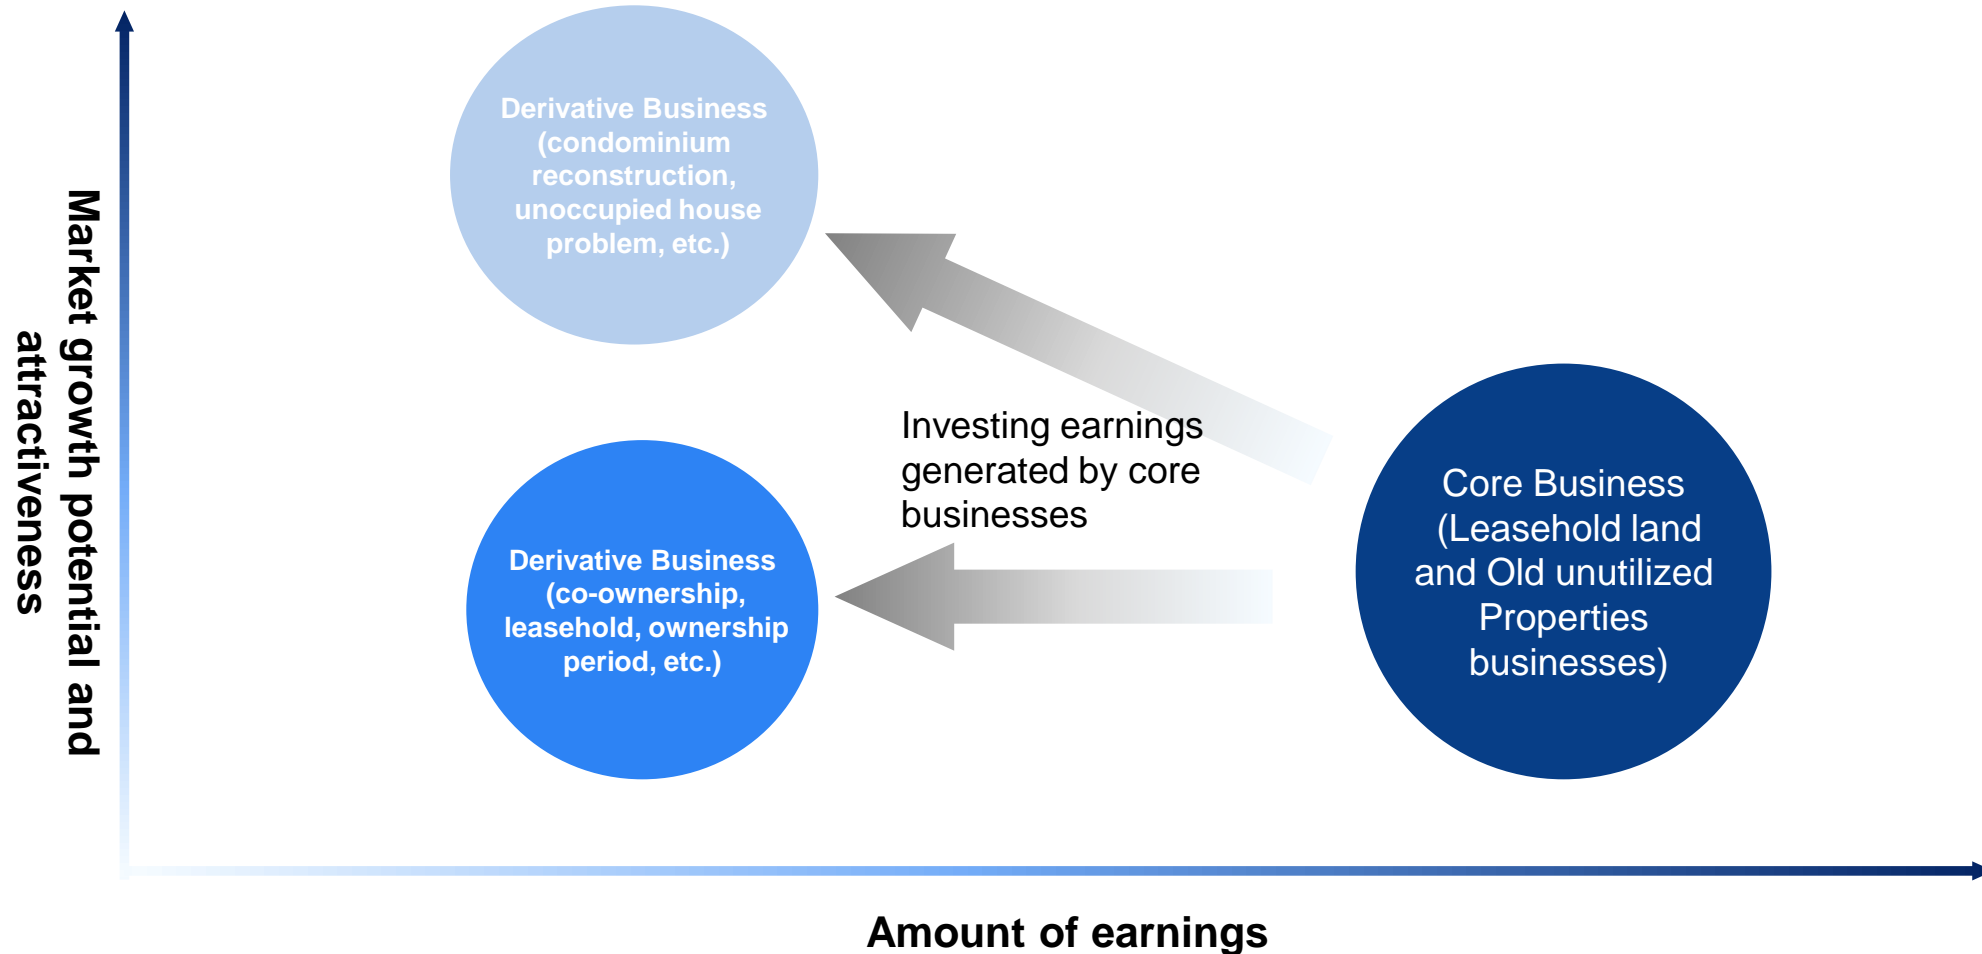 Market growth potential and
attractiveness
Derivative Business
(condominium
reconstruction,
unoccupied house
problem, etc.)
Investing earnings
generated by core
businesses
Derivative Business
(co-ownership,
leasehold, ownership
period, etc.)
Core Business
(Leasehold land
and Old unutilized
Properties
businesses)
Amount of earnings